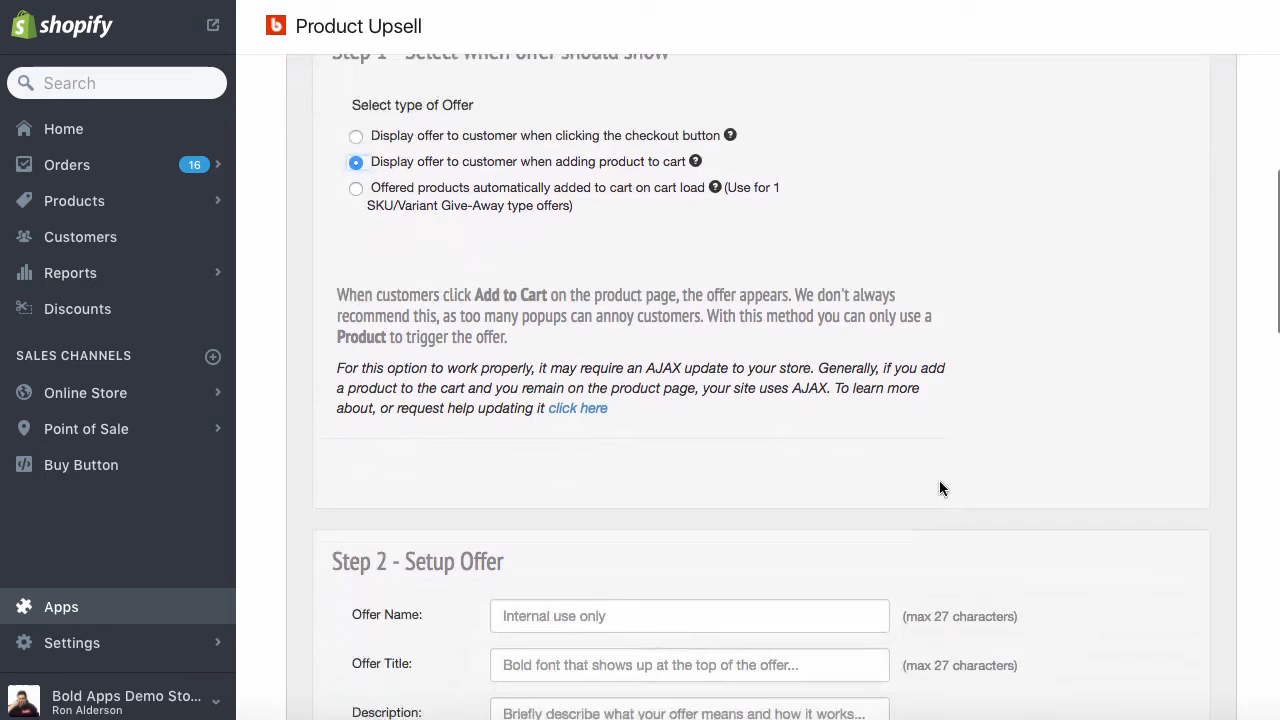 shopify
Product Upsell
Search
Home
Orders 16
Products
Customers
Reports
Discounts
SALES CHANNELS
Online Store
Point of Sale
Buy Button
Apps
Settings
Bold Apps Demo Sto...
Ron Alderson
Step 1 - Select when offer should show
Select type of Offer
Display offer to customer when clicking the checkout button ?
Display offer to customer when adding product to cart ?
Offered products automatically added to cart on cart load ? (Use for 1
SKU/Variant Give-Away type offers)
When customers click Add to Cart on the product page, the offer appears. We don't always
recommend this, as too many popups can annoy customers. With this method you can only use a
Product to trigger the offer.
For this option to work properly, it may require an AJAX update to your store. Generally, if you add
a product to the cart and you remain on the product page, your site uses AJAX. To learn more
about, or request help updating it click here
Step 2 - Setup Offer
Offer Name: Internal use only (max 27 characters)
Offer Title: Bold font that shows up at the top of the offer... (max 27 characters)
Description: Briefly describe what your offer means and how it works...